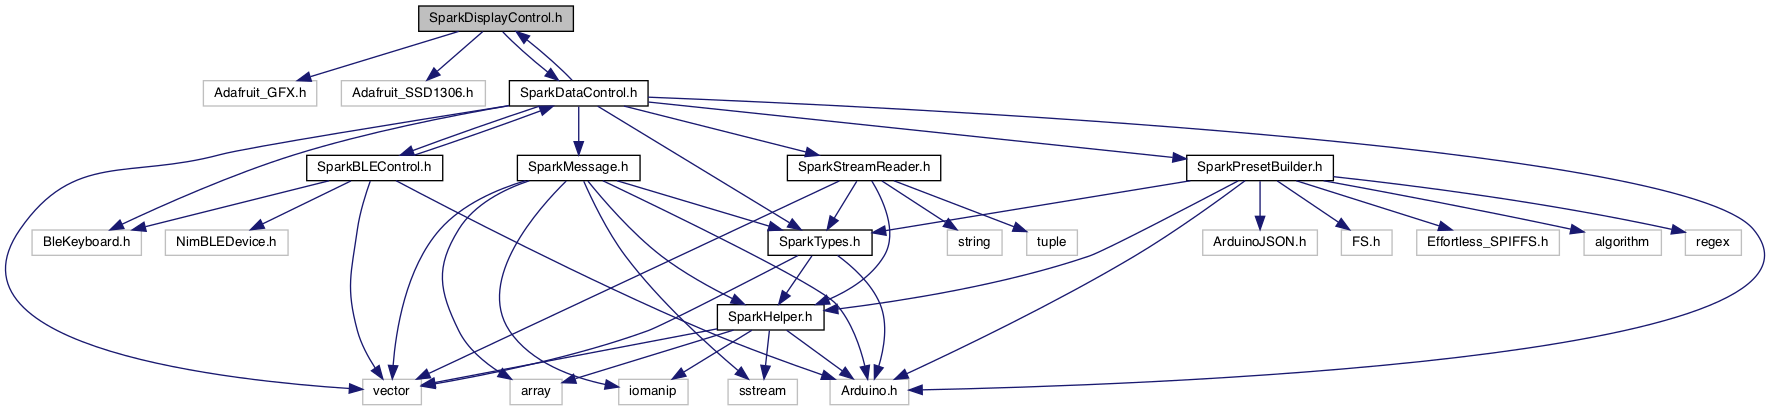 SparkDisplayControl.h
Adafruit_GFX.h
Adafruit_SSD1306.h
SparkDataControl.h
SparkBLEControl.h
SparkMessage.h
SparkStreamReader.h
SparkPresetBuilder.h
BleKeyboard.h
NimBLEDevice.h
SparkTypes.h
string
tuple
ArduinoJSON.h
FS.h
Effortless_SPIFFS.h
algorithm
regex
SparkHelper.h
vector
array
iomanip
sstream
Arduino.h